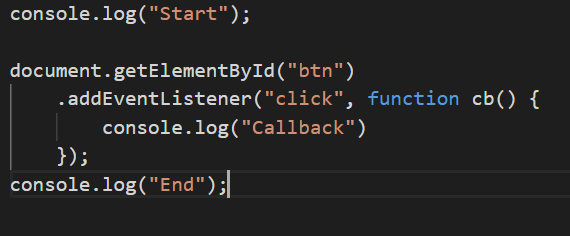 console.log("Start");
document.getElementById("btn")
.addEventListener("click", function cb() {
console.log("Callback")
});
console.log("End");